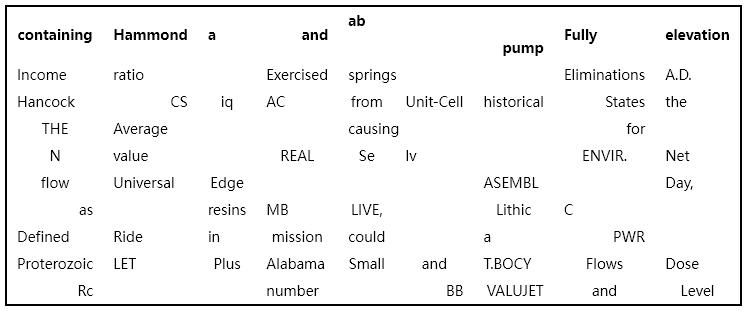 containing Hammond a and ab pump Fully elevation
Income ratio Exercised springs Eliminations A.D.
Hancock CS iq AC from Unit-Cell historical States the
THE Average causing for
N value REAL Se lv ENVIR. Net
flow Universal Edge ASEMBL Day,
as resins MB LIVE, Lithic C
Defined Ride in mission could a PWR
Proterozoic LET Plus Alabama Small and T.BOCY Flows Dose
Rc number BB VALUJET and Level